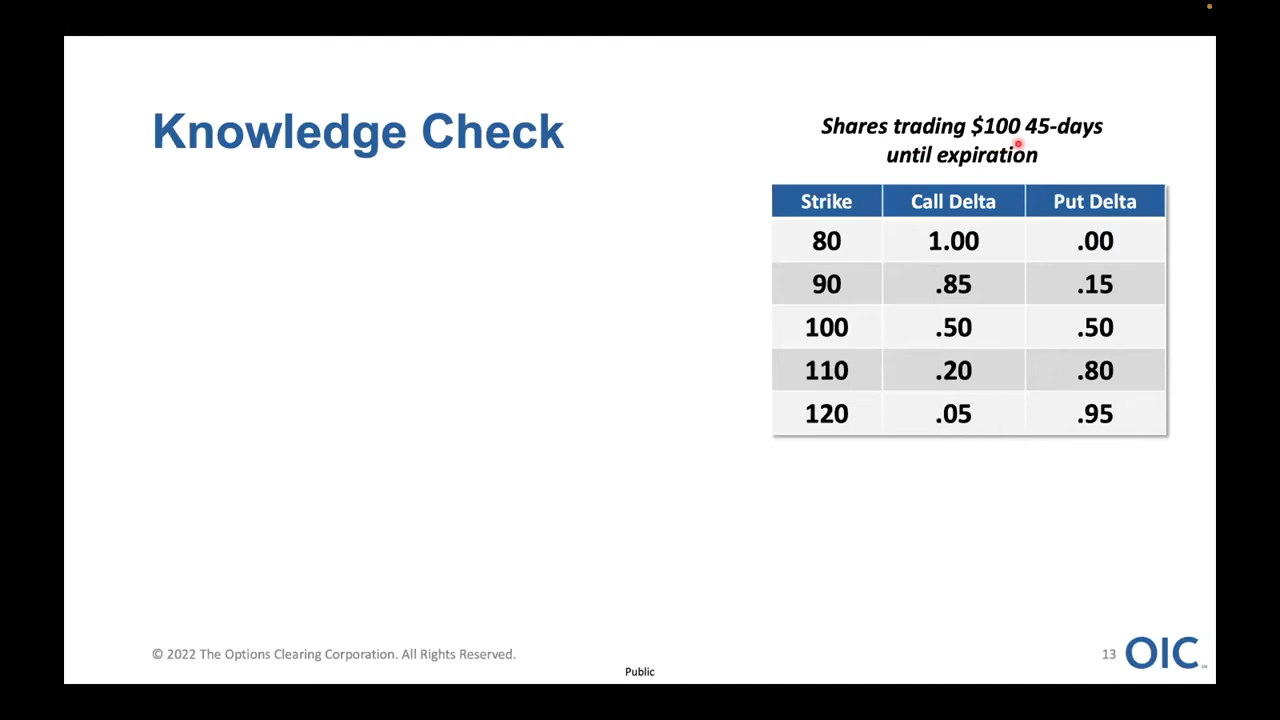 Knowledge Check
Shares trading $100 45-days
until expiration
Strike Call Delta Put Delta
80 1.00 .00
90 .85 .15
100 .50 .50
110 .20 .80
120 .05 .95
© 2022 The Options Clearing Corporation. All Rights Reserved.
13 OIC
Public